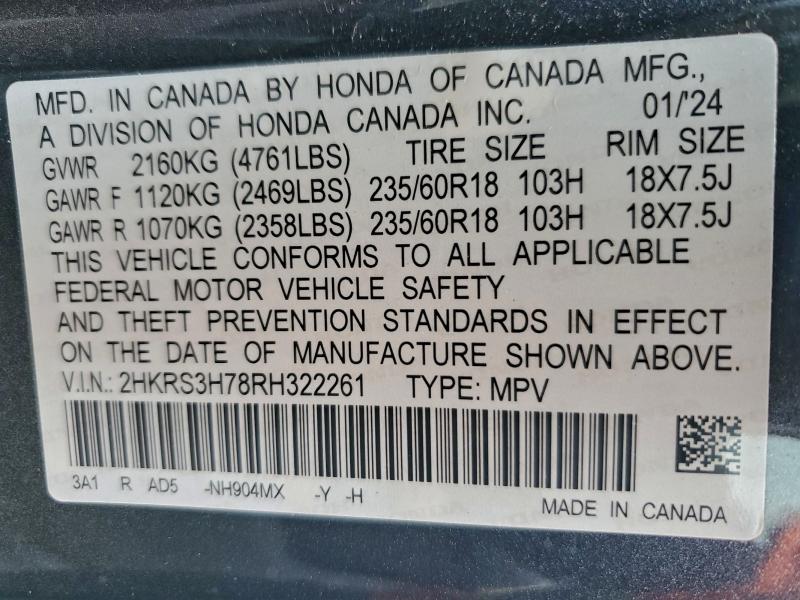 MFD. IN CANADA BY HONDA OF CANADA MFG.,
A DIVISION OF HONDA CANADA INC. 01/'24
GVWR 2160KG (4761LBS) TIRE SIZE RIM SIZE
GAWR F 1120KG (2469LBS) 235/60R18 103H 18X7.5J
GAWR R 1070KG (2358LBS) 235/60R18 103H 18X7.5J
THIS VEHICLE CONFORMS TO ALL APPLICABLE
FEDERAL MOTOR VEHICLE SAFETY
AND THEFT PREVENTION STANDARDS IN EFFECT
ON THE DATE OF MANUFACTURE SHOWN ABOVE.
V.I.N.: 2HKRS3H78RH322261 TYPE: MPV
3A1 R AD5 -NH904MX -Y -H
MADE IN CANADA